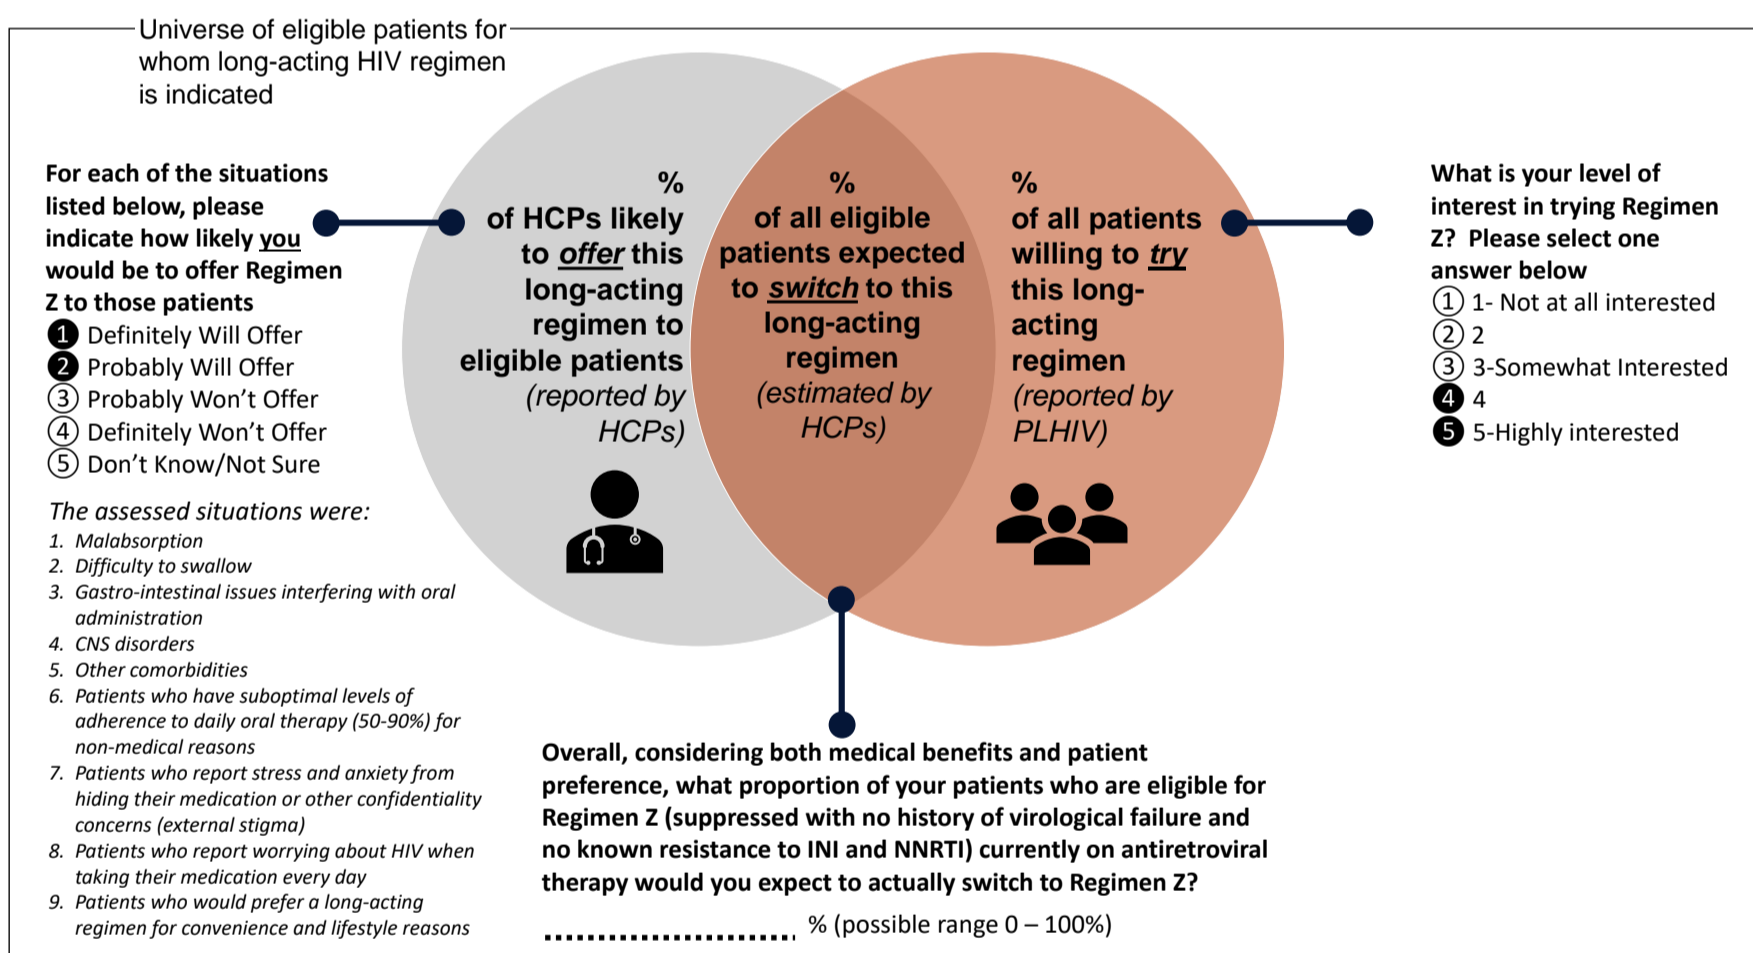 Universe of eligible patients for
whom long-acting HIV regimen
is indicated
For each of the situations
listed below, please
indicate how likely you
would be to offer Regimen
Z to those patients
1 Definitely Will Offer
2 Probably Will Offer
3 Probably Won't Offer
4 Definitely Won't Offer
5 Don't Know/Not Sure
The assessed situations were:
1. Malabsorption
2. Difficulty to swallow
3. Gastro-intestinal issues interfering with oral
administration
4. CNS disorders
5. Other comorbidities
6. Patients who have suboptimal levels of
adherence to daily oral therapy (50-90%) for
non-medical reasons
7. Patients who report stress and anxiety from
hiding their medication or other confidentiality
concerns (external stigma)
8. Patients who report worrying about HIV when
taking their medication every day
9. Patients who would prefer a long-acting
regimen for convenience and lifestyle reasons
%
of HCPs likely
to offer this
long-acting
regimen to
eligible patients
(reported by
HCPs)
%
of all eligible
patients expected
to switch to this
long-acting
regimen
(estimated by
HCPs)
%
of all patients
willing to try
this long-
acting
regimen
(reported by
PLHIV)
What is your level of
interest in trying Regimen
Z? Please select one
answer below
1 1- Not at all interested
2 2
3 3-Somewhat Interested
4 4
5 5-Highly interested
Overall, considering both medical benefits and patient
preference, what proportion of your patients who are eligible for
Regimen Z (suppressed with no history of virological failure and
no known resistance to INI and NNRTI) currently on antiretroviral
therapy would you expect to actually switch to Regimen Z?
% (possible range 0 – 100%)